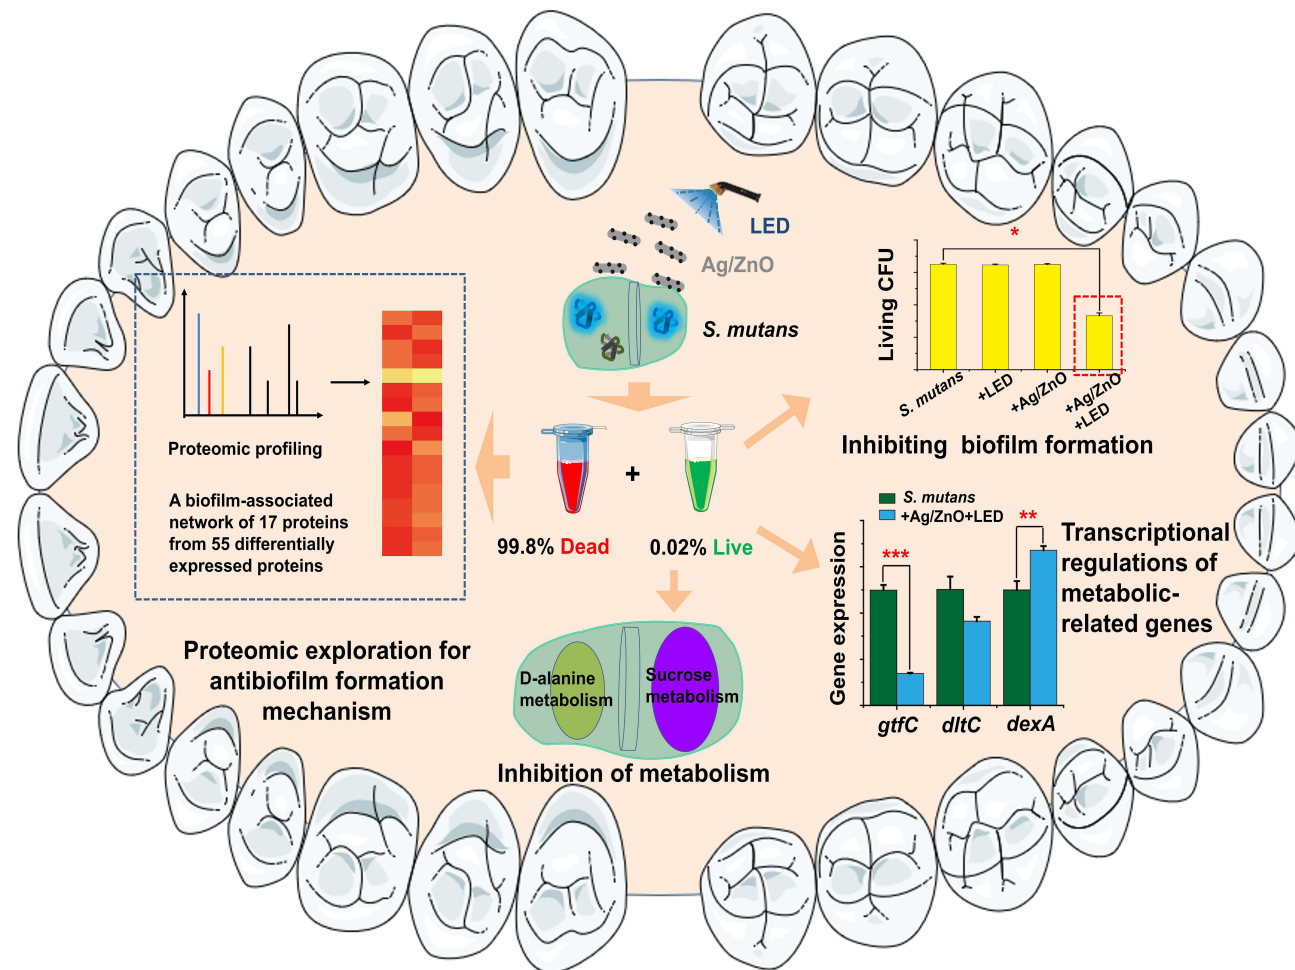 LED
Ag/ZnO
S. mutans
Proteomic profiling
A biofilm-associated
network of 17 proteins
from 55 differentially
expressed proteins
Proteomic exploration for
antibiofilm formation
mechanism
+
99.8% Dead
0.02% Live
D-alanine
metabolism
Sucrose
metabolism
Inhibition of metabolism
*
Living CFU
S. mutans
+LED
+Ag/ZnO
+Ag/ZnO
+LED
Inhibiting biofilm formation
S. mutans
+Ag/ZnO+LED
***
**
Gene expression
gtfC
dltC
dexA
Transcriptional
regulations of
metabolic-
related genes